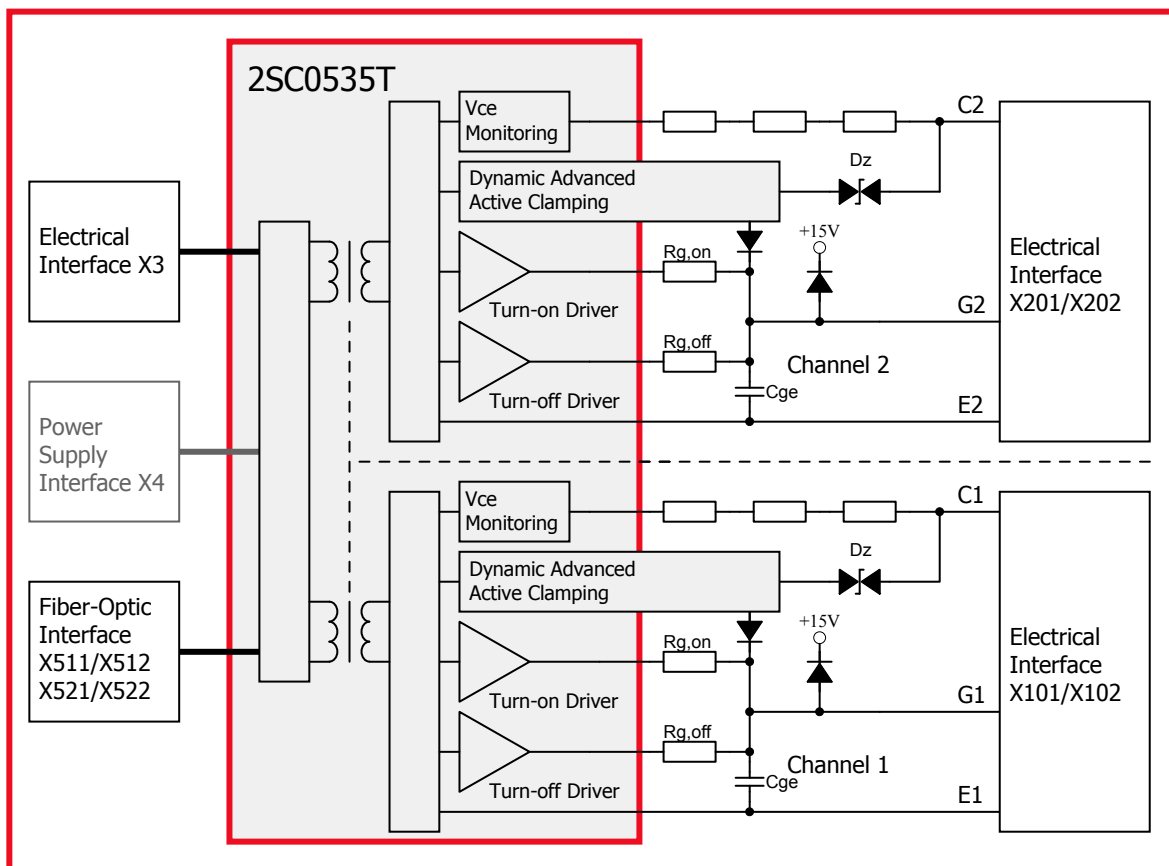 2SC0535T
Electrical
Interface X3
Power
Supply
Interface X4
Fiber-Optic
Interface
X511/X512
X521/X522
Vce
Monitoring
Dynamic Advanced
Active Clamping
Turn-on Driver
Turn-off Driver
Rg,on
Rg,off
Dz
+15V
Cge
Channel 2
C2
G2
E2
Electrical
Interface
X201/X202
Vce
Monitoring
Dynamic Advanced
Active Clamping
Turn-on Driver
Turn-off Driver
Rg,on
Rg,off
Dz
+15V
Cge
Channel 1
C1
G1
E1
Electrical
Interface
X101/X102